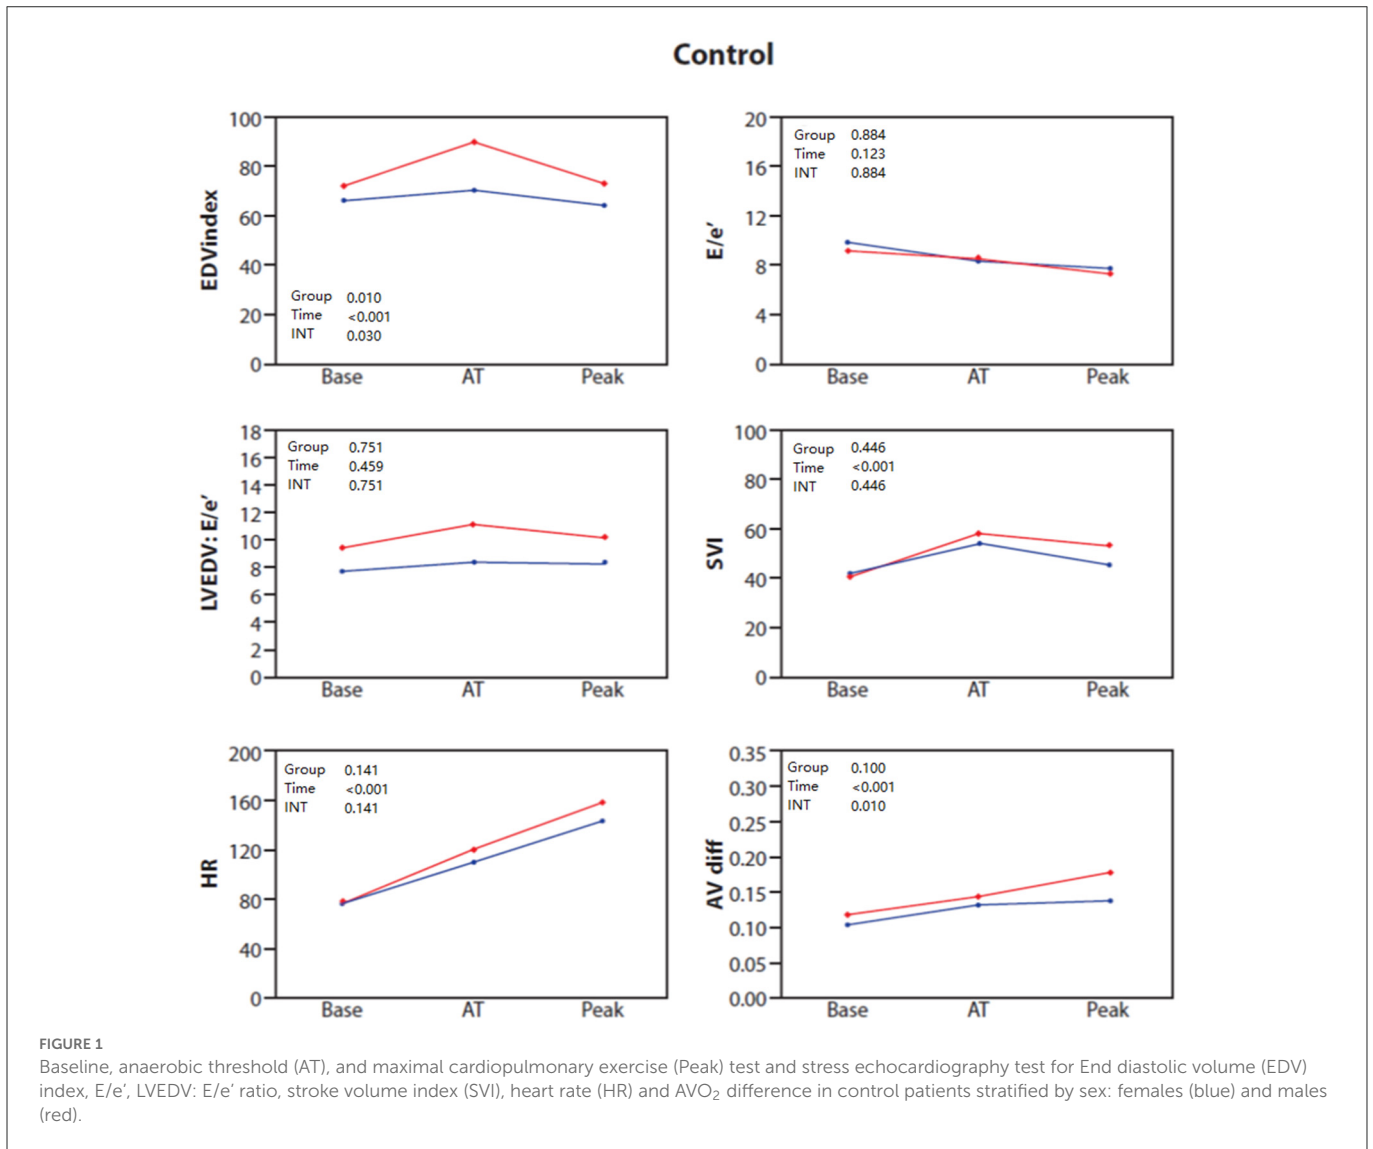 Control
EDVindex
100
80
60
40
20
0
Group 0.010
Time <0.001
INT 0.030
Base AT Peak
E/e'
20
16
12
8
4
0
Group 0.884
Time 0.123
INT 0.884
Base AT Peak
LVEDV: E/e'
18
16
14
12
10
8
6
4
2
0
Group 0.751
Time 0.459
INT 0.751
Base AT Peak
SVI
100
80
60
40
20
0
Group 0.446
Time <0.001
INT 0.446
Base AT Peak
HR
200
160
120
80
40
0
Group 0.141
Time <0.001
INT 0.141
Base AT Peak
AV diff
0.35
0.30
0.25
0.20
0.15
0.10
0.05
0.00
Group 0.100
Time <0.001
INT 0.010
Base AT Peak
FIGURE 1
Baseline, anaerobic threshold (AT), and maximal cardiopulmonary exercise (Peak) test and stress echocardiography test for End diastolic volume (EDV)
index, E/e', LVEDV: E/e' ratio, stroke volume index (SVI), heart rate (HR) and AVO₂ difference in control patients stratified by sex: females (blue) and males
(red).